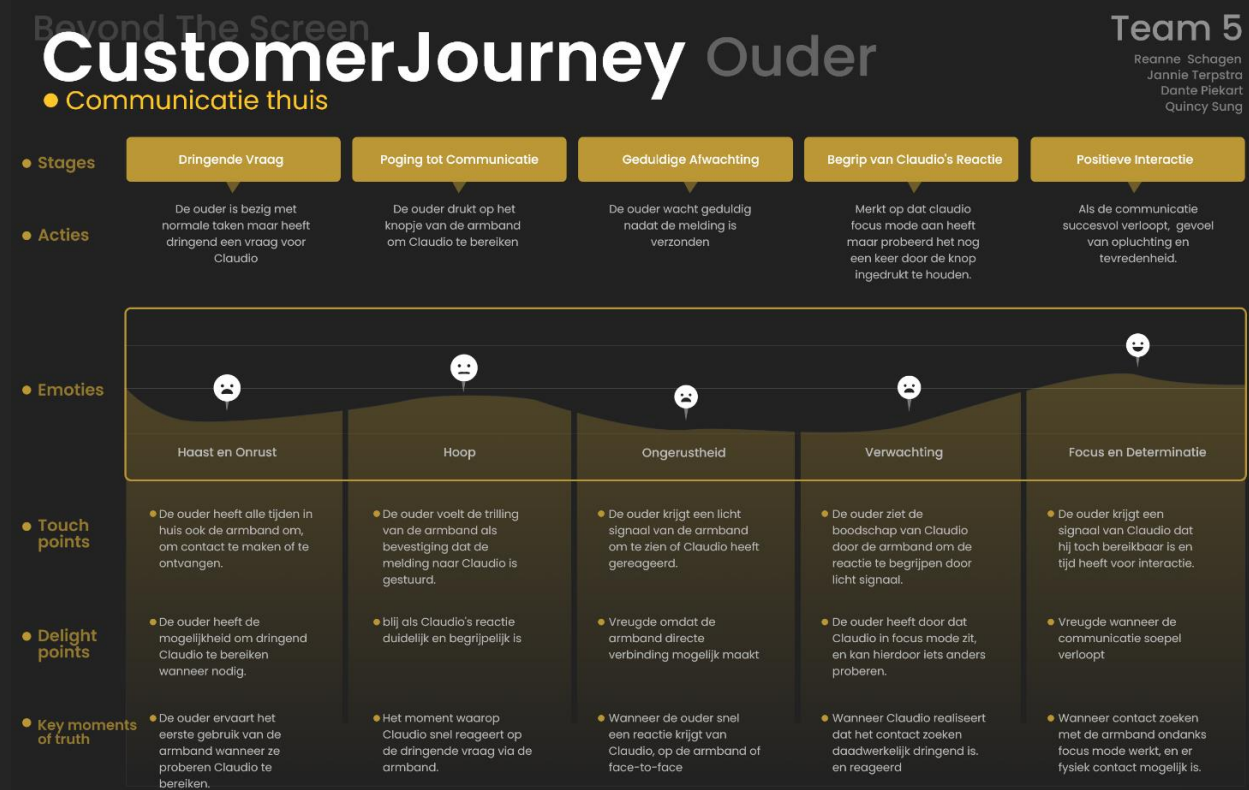 Beyond The Screen
CustomerJourney Ouder
Communicatie thuis
Team 5
Reanne Schagen
Jannie Terpstra
Dante Piekart
Quincy Sung
Stages
Dringende Vraag
Poging tot Communicatie
Geduldige Afwachting
Begrip van Claudio's Reactie
Positieve Interactie
Acties
De ouder is bezig met
normale taken maar heeft
dringend een vraag voor
Claudio
De ouder drukt op het
knopje van de armband
om Claudio te bereiken
De ouder wacht geduldig
nadat de melding is
verzonden
Merkt op dat claudio
focus mode aan heeft
maar probeerd het nog
een keer door de knop
ingedrukt te houden.
Als de communicatie
succesvol verloopt, gevoel
van opluchting en
tevredenheid.
Emoties
Haast en Onrust
Hoop
Ongerustheid
Verwachting
Focus en Determinatie
Touch
points
De ouder heeft alle tijden in
huis ook de armband om,
om contact te maken of te
ontvangen.
De ouder voelt de trilling
van de armband als
bevestiging dat de
melding naar Claudio is
gestuurd.
De ouder krijgt een licht
signaal van de armband
om te zien of Claudio heeft
gereageerd.
De ouder ziet de
boodschap van Claudio
door de armband om de
reactie te begrijpen door
licht signaal.
De ouder krijgt een
signaal van Claudio dat
hij toch bereikbaar is en
tijd heeft voor interactie.
Delight
points
De ouder heeft de
mogelijkheid om dringend
Claudio te bereiken
wanneer nodig.
blij als Claudio's reactie
duidelijk en begrijpelijk is
Vreugde omdat de
armband directe
verbinding mogelijk maakt
De ouder heeft door dat
Claudio in focus mode zit,
en kan hierdoor iets anders
proberen.
Vreugde wanneer de
communicatie soepel
verloopt
Key moments
of truth
De ouder ervaart het
eerste gebruik van de
armband wanneer ze
proberen Claudio te
bereiken.
Het moment waarop
Claudio snel reageert op
de dringende vraag via de
armband.
Wanneer de ouder snel
een reactie krijgt van
Claudio, op de armband of
face-to-face
Wanneer Claudio realiseert
dat het contact zoeken
daadwerkelijk dringend is.
en reageerd
Wanneer contact zoeken
met de armband ondanks
focus mode werkt, en er
fysiek contact mogelijk is.